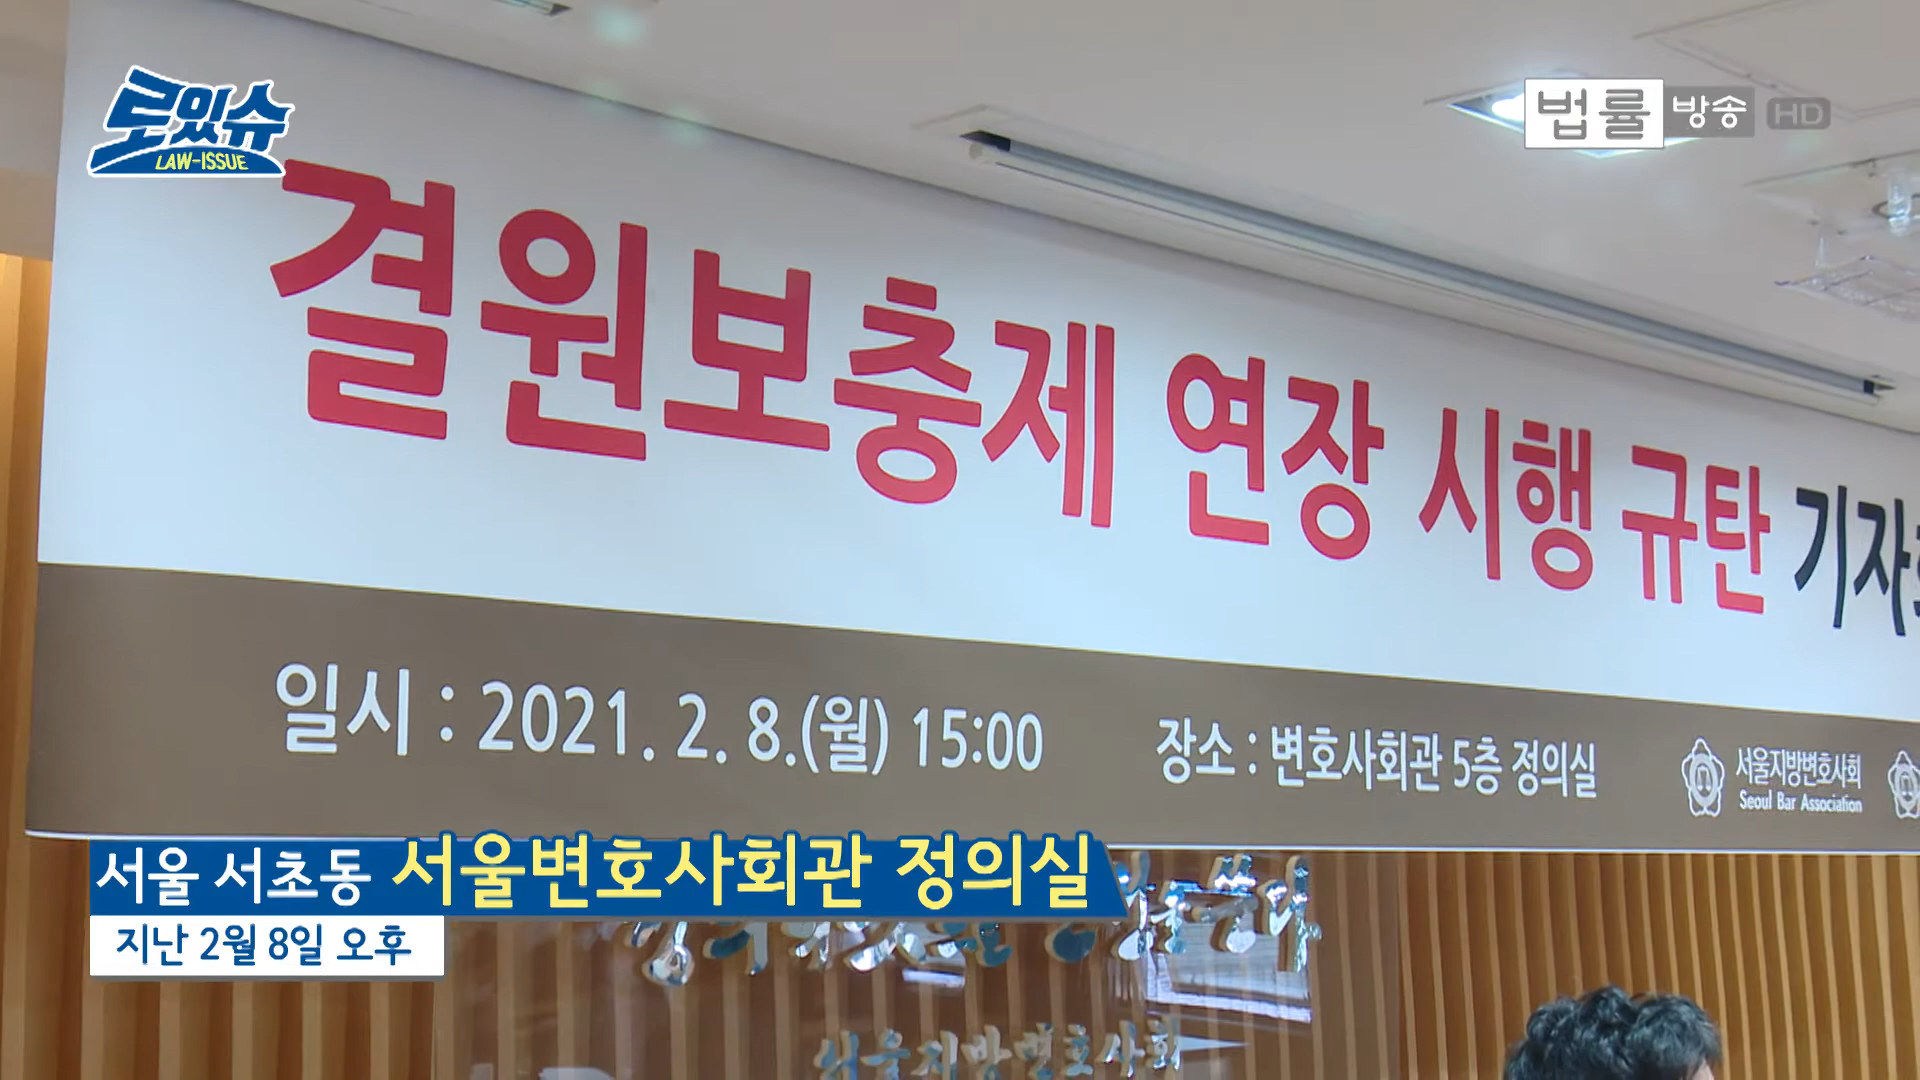 로있슈
LAW-ISSUE
법률방송 HD
결원보충제 연장 시행 규탄 기자
일시 : 2021. 2. 8.(월) 15:00
장소 : 변호사회관 5층 정의실
서울지방변호사회
Seoul Bar Association
서울 서초동 서울변호사회관 정의실
지난 2월 8일 오후
서울지방변호사회